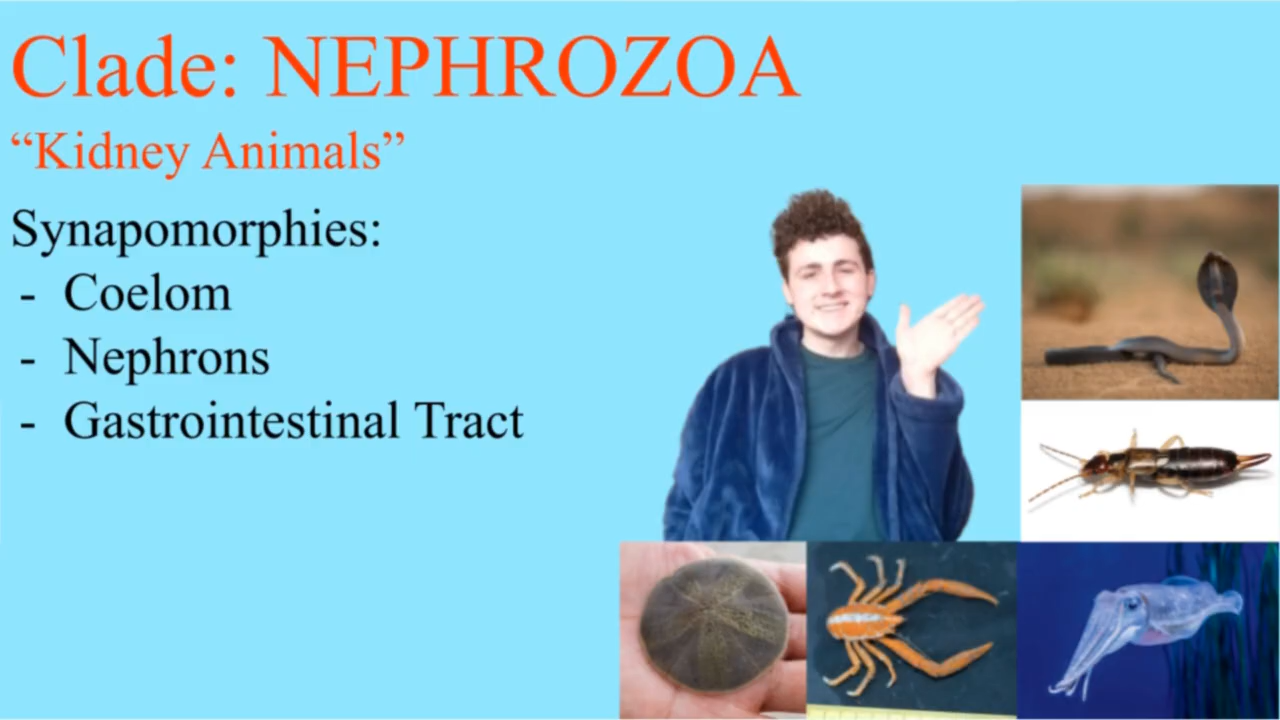 Clade: NEPHROZOA
“Kidney Animals”
Synapomorphies:
- Coelom
- Nephrons
- Gastrointestinal Tract